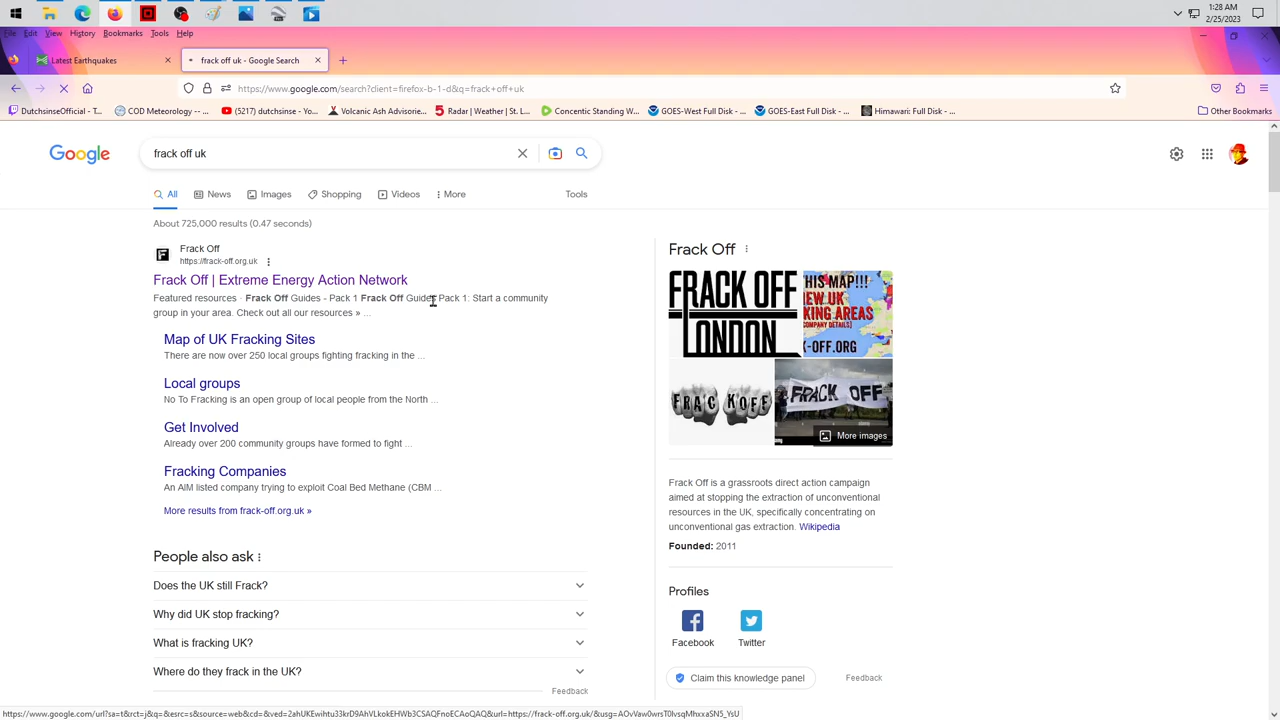 1:28 AM
2/25/2023
File Edit View History Bookmarks Tools Help
Latest Earthquakes
frack off uk - Google Search
https://www.google.com/search?client=firefox-b-1-d&q=frack+off+uk
DutchsinseOfficial - T... COD Meteorology -- ... (5217) dutchsinse - Yo... Volcanic Ash Advisorie... Radar | Weather | St. L... Concentic Standing W... GOES-West Full Disk - ... GOES-East Full Disk - ... Himawari: Full Disk - ... Other Bookmarks
Google
frack off uk
All News Images Shopping Videos More Tools
About 725,000 results (0.47 seconds)
Frack Off
https://frack-off.org.uk
Frack Off | Extreme Energy Action Network
Featured resources · Frack Off Guides - Pack 1 Frack Off Guides Pack 1: Start a community
group in your area. Check out all our resources » ...
Map of UK Fracking Sites
There are now over 250 local groups fighting fracking in the ...
Local groups
No To Fracking is an open group of local people from the North ...
Get Involved
Already over 200 community groups have formed to fight ...
Fracking Companies
An AIM listed company trying to exploit Coal Bed Methane (CBM ...
More results from frack-off.org.uk »
People also ask
Does the UK still Frack?
Why did UK stop fracking?
What is fracking UK?
Where do they frack in the UK?
Feedback
Frack Off
FRACK OFF
LONDON
THIS MAP!!!
NEW UK
KING AREAS
COMPANY DETAILS)
K-OFF.ORG
FRACKOFF
FRACK OFF
More images
Frack Off is a grassroots direct action campaign
aimed at stopping the extraction of unconventional
resources in the UK, specifically concentrating on
unconventional gas extraction. Wikipedia
Founded: 2011
Profiles
Facebook Twitter
Claim this knowledge panel Feedback